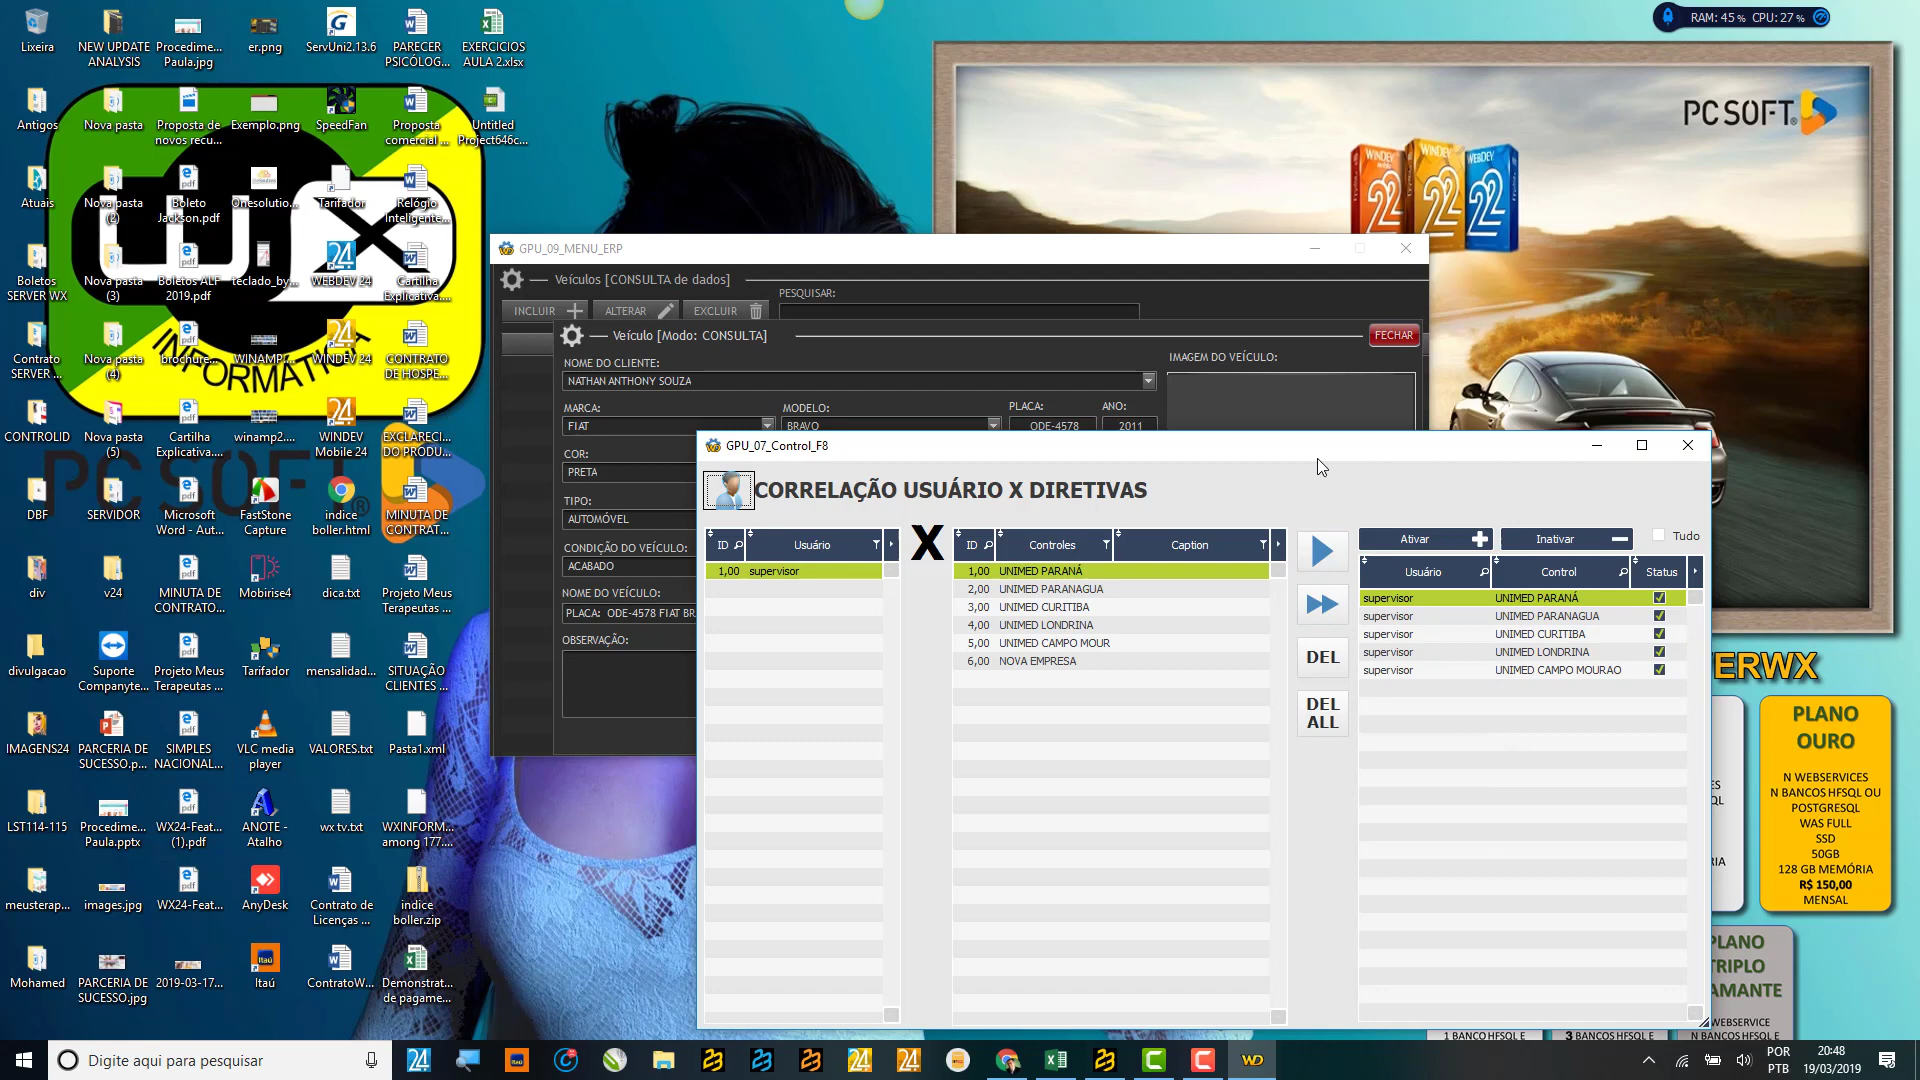 RAM: 45 % CPU: 27 %
Lixeira
NEW UPDATE ANALYSIS
Procedime... Paula.jpg
er.png
ServUni2.13.6
PARECER PSICOLOG...
EXERCICIOS AULA 2.xlsx
Antigos
Nova pasta
Proposta de novos recu...
Exemplo.png
SpeedFan
Proposta comercial ...
Untitled Project646c...
Atuais
Nova pasta (2)
Boleto Jackson.pdf
Onesolutio...
Tarifador
Relógio Inteligente...
Boletos SERVER WX
Nova pasta (3)
Boletos ALF 2019.pdf
teclado_by...
WEBDEV 24
Cartilha Explicativa....
Contrato SERVER ...
Nova pasta (4)
brochure...
WINAMP...
WINDEV 24
CONTRATO DE HOSPE...
CONTROLID
Nova pasta (5)
Cartilha Explicativa....
winamp2....
WINDEV Mobile 24
EXCLARECI... DO PRODU...
DBF
SERVIDOR
Microsoft Word - Aut...
FastStone Capture
indice boller.html
MINUTA DE CONTRAT...
div
v24
MINUTA DE CONTRATO...
Mobirise4
dica.txt
Projeto Meus Terapeutas ...
divulgacao
Suporte Companyte...
Projeto Meus Terapeutas ...
Tarifador
mensalidad...
SITUAÇÃO CLIENTES ...
IMAGENS24
PARCERIA DE SUCESSO.p...
SIMPLES NACIONAL...
VLC media player
VALORES.txt
Pasta1.xml
LST114-115
Procedime... Paula.pptx
WX24-Feat... (1).pdf
ANOTE - Atalho
wx tv.txt
WXINFORM... among 177....
meusterap...
images.jpg
WX24-Feat...
AnyDesk
Contrato de Licenças ...
indice boller.zip
Mohamed
PARCERIA DE SUCESSO.jpg
2019-03-17...
Itaú
ContratoW...
Demonstrat... de pagame...
WX
INFORMAT
PC SOFT
PC SOFT
WINDEV
WINDEV
WEBDEV
22
22
22
GPU_09_MENU_ERP
Veículos [CONSULTA de dados]
INCLUIR
ALTERAR
EXCLUIR
PESQUISAR:
Veículo [Modo: CONSULTA]
FECHAR
NOME DO CLIENTE:
NATHAN ANTHONY SOUZA
IMAGEM DO VEÍCULO:
MARCA:
MODELO:
PLACA:
ANO:
FIAT
BRAVO
ODE-4578
2011
COR:
PRETA
TIPO:
AUTOMÓVEL
CONDIÇÃO DO VEÍCULO:
ACABADO
NOME DO VEÍCULO:
PLACA: ODE-4578 FIAT BR
OBSERVAÇÃO:
GPU_07_Control_F8
CORRELAÇÃO USUÁRIO X DIRETIVAS
ID Usuário
1,00 supervisor
X
ID Controles Caption
1,00 UNIMED PARANÁ
2,00 UNIMED PARANAGUA
3,00 UNIMED CURITIBA
4,00 UNIMED LONDRINA
5,00 UNIMED CAMPO MOUR
6,00 NOVA EMPRESA
DEL
DEL ALL
Ativar
Inativar
Tudo
Usuário Control Status
supervisor UNIMED PARANÁ
supervisor UNIMED PARANAGUA
supervisor UNIMED CURITIBA
supervisor UNIMED LONDRINA
supervisor UNIMED CAMPO MOURAO
ERWX
PLANO
OURO
N WEBSERVICES
N BANCOS HFSQL OU
POSTGRESQL
WAS FULL
SSD
50GB
128 GB MEMÓRIA
R$ 150,00
MENSAL
PLANO
TRIPLO
AMANTE
WEBSERVICE
1 BANCO HFSQL E
3 BANCOS HFSQL E
N BANCOS HFSQL E
Digite aqui para pesquisar
POR
PTB
20:48
19/03/2019